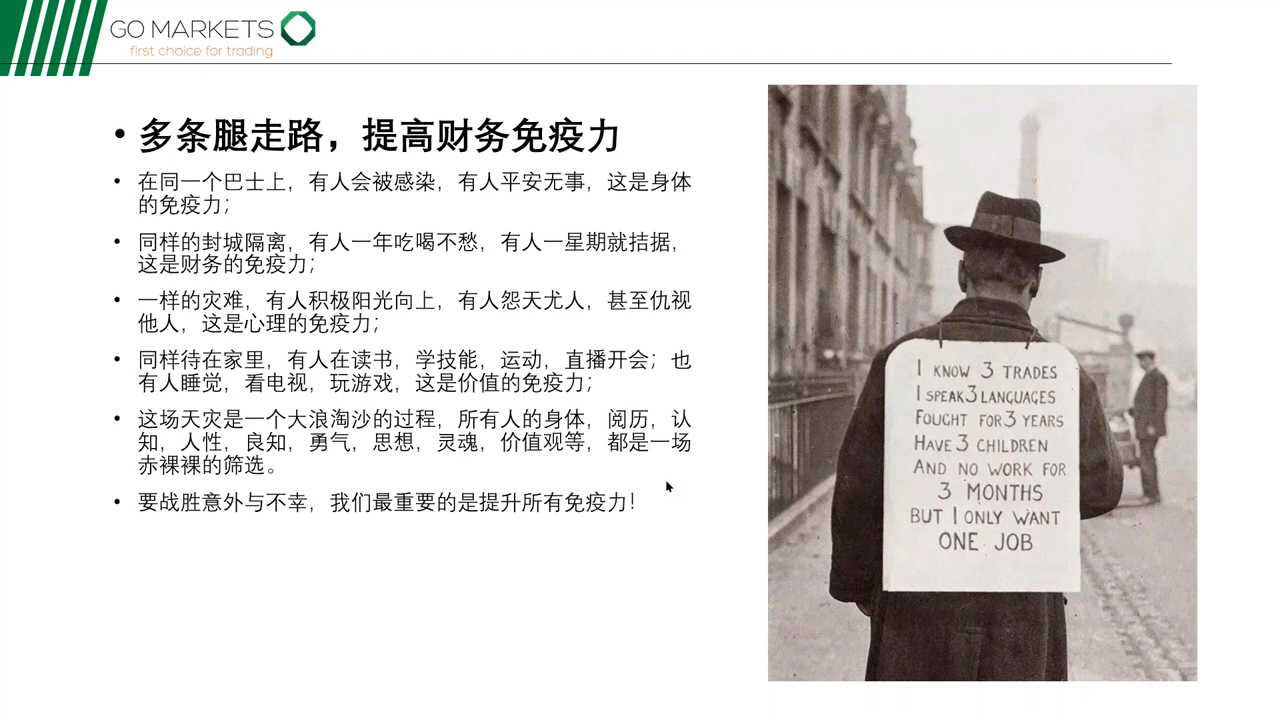 GO MARKETS
first choice for trading
• 多条腿走路，提高财务免疫力
• 在同一个巴士上，有人会被感染，有人平安无事，这是身体
的免疫力；
• 同样的封城隔离，有人一年吃喝不愁，有人一星期就拮据，
这是财务的免疫力；
• 一样的灾难，有人积极阳光向上，有人怨天尤人，甚至仇视
他人，这是心理的免疫力；
• 同样待在家里，有人在读书，学技能，运动，直播开会；也
有人睡觉，看电视，玩游戏，这是价值的免疫力；
• 这场天灾是一个大浪淘沙的过程，所有人的身体，阅历，认
知，人性，良知，勇气，思想，灵魂，价值观等，都是一场
赤裸裸的筛选。
• 要战胜意外与不幸，我们最重要的是提升所有免疫力！
I KNOW 3 TRADES
I SPEAK 3 LANGUAGES
FOUGHT FOR 3 YEARS
HAVE 3 CHILDREN
AND NO WORK FOR
3 MONTHS
BUT I ONLY WANT
ONE JOB